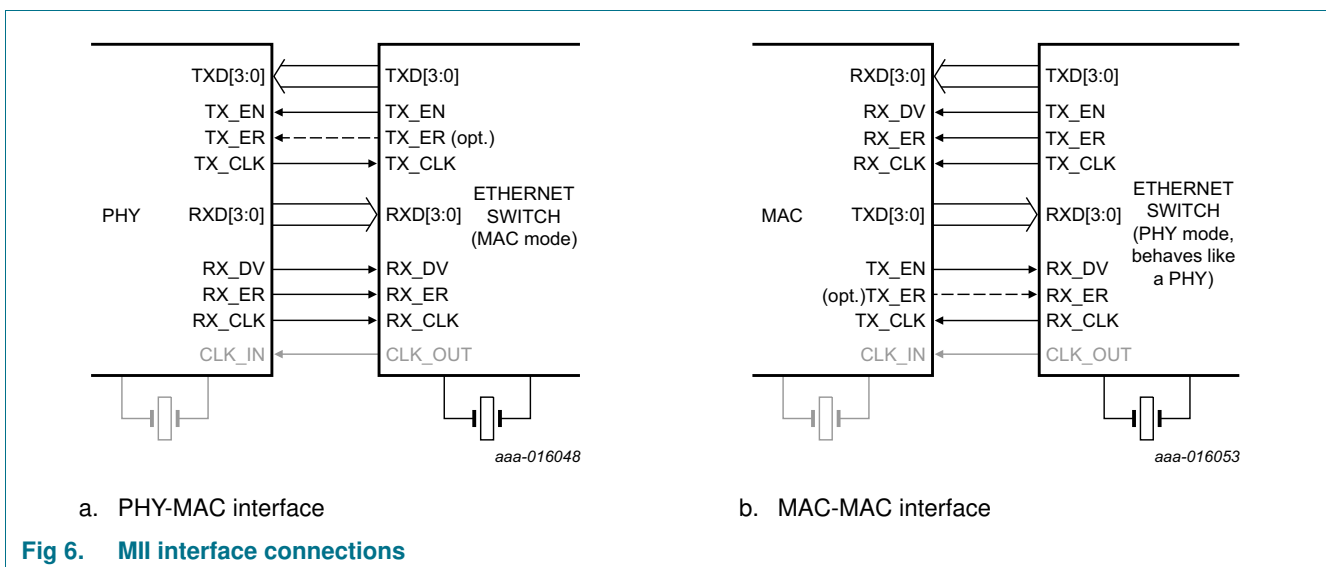 TXD[3:0] TXD[3:0]
TX_EN TX_EN
TX_ER TX_ER (opt.)
TX_CLK TX_CLK
PHY RXD[3:0] RXD[3:0]
ETHERNET
SWITCH
(MAC mode)
RX_DV RX_DV
RX_ER RX_ER
RX_CLK RX_CLK
CLK_IN CLK_OUT
aaa-016048
a. PHY-MAC interface
RXD[3:0] TXD[3:0]
RX_DV TX_EN
RX_ER TX_ER
RX_CLK TX_CLK
MAC TXD[3:0] RXD[3:0]
ETHERNET
SWITCH
(PHY mode,
behaves like
a PHY)
TX_EN RX_DV
(opt.)TX_ER RX_ER
TX_CLK RX_CLK
CLK_IN CLK_OUT
aaa-016053
b. MAC-MAC interface
Fig 6. MII interface connections